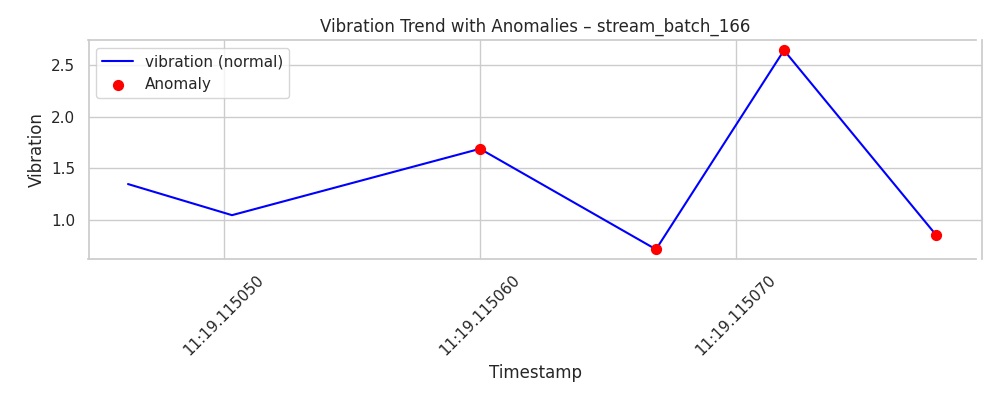 Vibration Trend with Anomalies – stream_batch_166
vibration (normal)
Anomaly
2.5
2.0
1.5
1.0
Vibration
11:19.115050
11:19.115060
11:19.115070
Timestamp